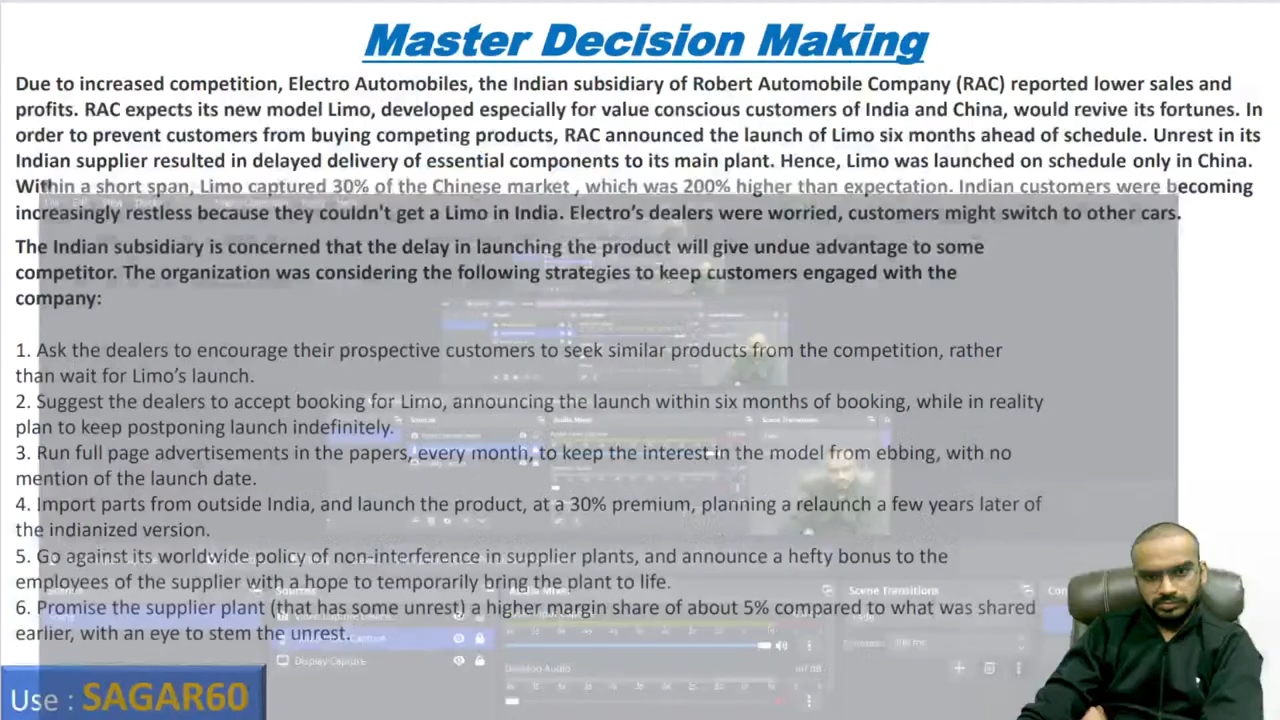 Master Decision Making
Due to increased competition, Electro Automobiles, the Indian subsidiary of Robert Automobile Company (RAC) reported lower sales and
profits. RAC expects its new model Limo, developed especially for value conscious customers of India and China, would revive its fortunes. In
order to prevent customers from buying competing products, RAC announced the launch of Limo six months ahead of schedule. Unrest in its
Indian supplier resulted in delayed delivery of essential components to its main plant. Hence, Limo was launched on schedule only in China.
Within a short span, Limo captured 30% of the Chinese market , which was 200% higher than expectation. Indian customers were becoming
increasingly restless because they couldn't get a Limo in India. Electro's dealers were worried, customers might switch to other cars.
The Indian subsidiary is concerned that the delay in launching the product will give undue advantage to some
competitor. The organization was considering the following strategies to keep customers engaged with the
company:
1. Ask the dealers to encourage their prospective customers to seek similar products from the competition, rather
than wait for Limo's launch.
2. Suggest the dealers to accept booking for Limo, announcing the launch within six months of booking, while in reality
plan to keep postponing launch indefinitely.
3. Run full page advertisements in the papers, every month, to keep the interest in the model from ebbing, with no
mention of the launch date.
4. Import parts from outside India, and launch the product, at a 30% premium, planning a relaunch a few years later of
the indianized version.
5. Go against its worldwide policy of non-interference in supplier plants, and announce a hefty bonus to the
employees of the supplier with a hope to temporarily bring the plant to life.
Scene Transitions
6. Promise the supplier plant (that has some unrest) a higher margin share of about 5% compared to what was shared
earlier, with an eye to stem the unrest.
Display Capture
Desktop Audio
Use : SAGAR60